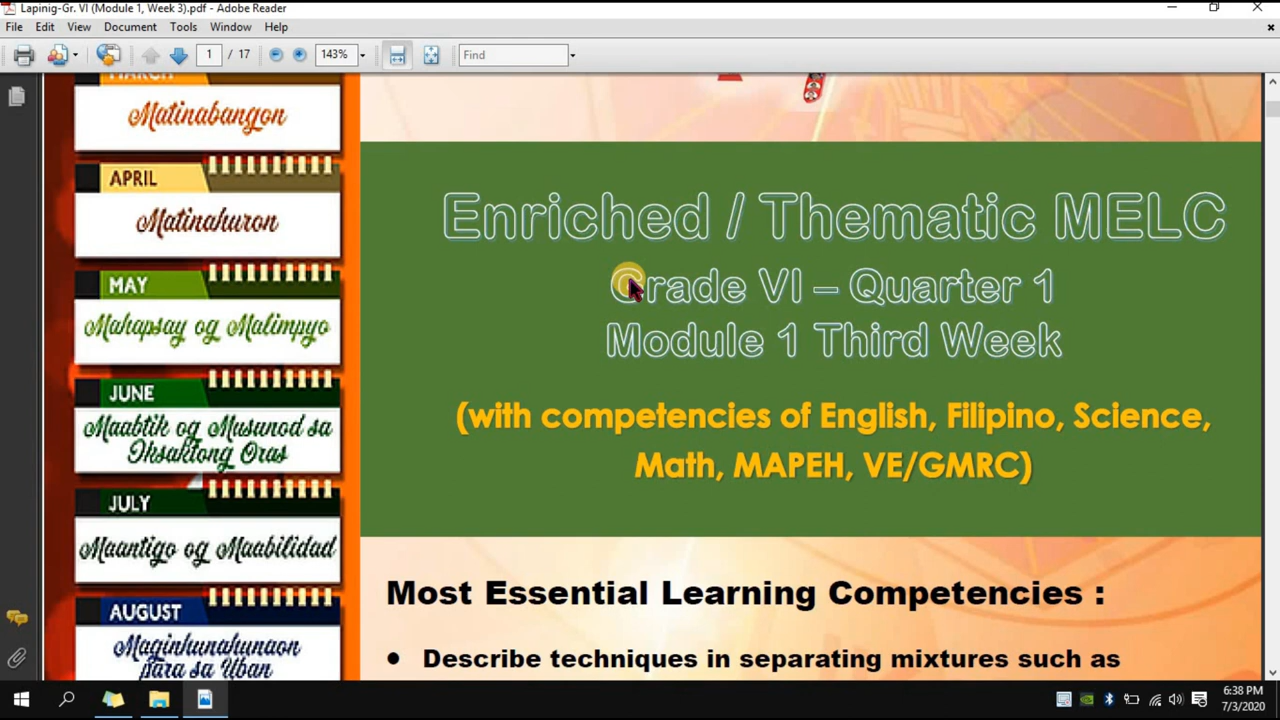 Lapinig-Gr. VI (Module 1, Week 3).pdf - Adobe Reader
File Edit View Document Tools Window Help
1 / 17 143% Find
MARCH
Matinabangon
APRIL
Matinahuron
MAY
Mahapsay og Malimpyo
JUNE
Maabtik og Musunod sa
Iksaktong Oras
JULY
Maantigo og Maabilidad
AUGUST
Maginhunahunaon
para sa Uban
Enriched / Thematic MELC
Grade VI – Quarter 1
Module 1 Third Week
(with competencies of English, Filipino, Science,
Math, MAPEH, VE/GMRC)
Most Essential Learning Competencies :
• Describe techniques in separating mixtures such as
6:38 PM
7/3/2020